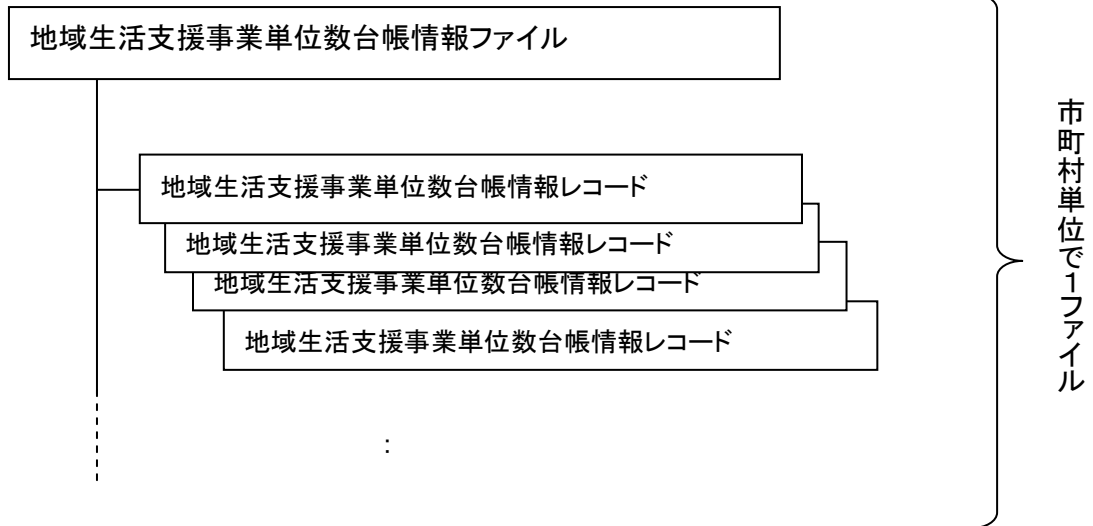 地域生活支援事業単位数台帳情報ファイル
地域生活支援事業単位数台帳情報レコード
地域生活支援事業単位数台帳情報レコード
地域生活支援事業単位数台帳情報レコード
地域生活支援事業単位数台帳情報レコード
:
市町村単位で1ファイル